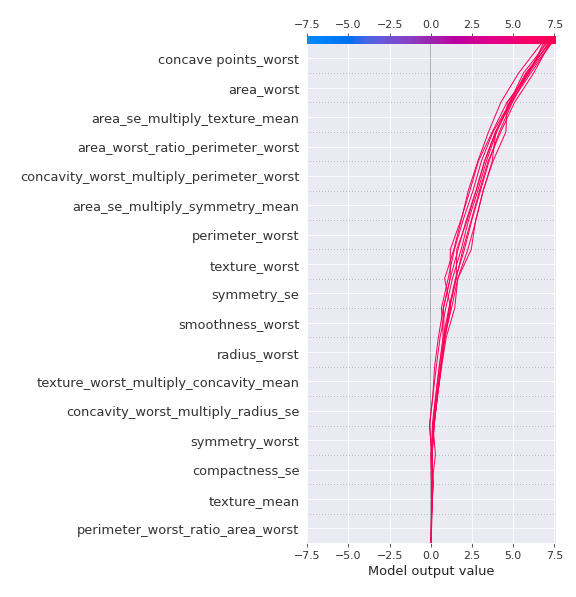 −7.5 −5.0 −2.5 0.0 2.5 5.0 7.5
concave points_worst
area_worst
area_se_multiply_texture_mean
area_worst_ratio_perimeter_worst
concavity_worst_multiply_perimeter_worst
area_se_multiply_symmetry_mean
perimeter_worst
texture_worst
symmetry_se
smoothness_worst
radius_worst
texture_worst_multiply_concavity_mean
concavity_worst_multiply_radius_se
symmetry_worst
compactness_se
texture_mean
perimeter_worst_ratio_area_worst
−7.5 −5.0 −2.5 0.0 2.5 5.0 7.5
Model output value